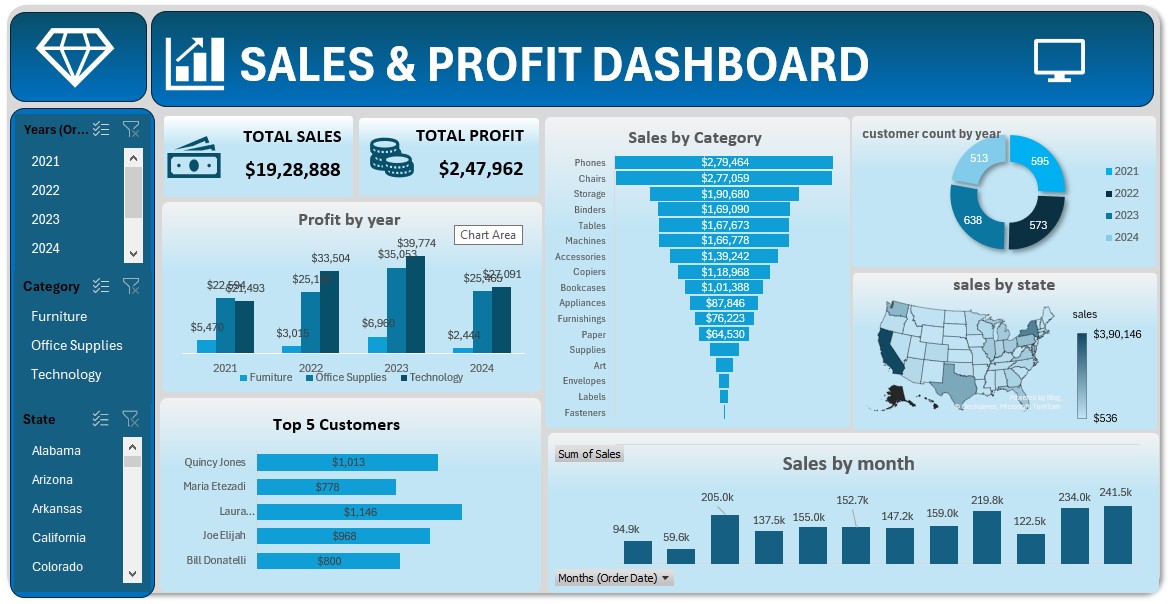 SALES & PROFIT DASHBOARD
Years (Or...
2021
2022
2023
2024
Category
Furniture
Office Supplies
Technology
State
Alabama
Arizona
Arkansas
California
Colorado
TOTAL SALES
$19,28,888
TOTAL PROFIT
$2,47,962
Profit by year
Chart Area
$39,774
$33,504
$35,053
$27,091
$21,493
$5,470
$3,015
$6,960
$2,444
2021 2022 2023 2024
Furniture Office Supplies Technology
Top 5 Customers
Quincy Jones $1,013
Maria Etezadi $778
Laura... $1,146
Joe Elijah $968
Bill Donatelli $800
Sales by Category
Phones $2,79,464
Chairs $2,77,059
Storage $1,90,680
Binders $1,69,090
Tables $1,67,673
Machines $1,66,778
Accessories $1,39,242
Copiers $1,18,968
Bookcases $1,01,388
Appliances $87,846
Furnishings $76,223
Paper $64,530
Supplies
Art
Envelopes
Labels
Fasteners
customer count by year
513 595
638 573
2021
2022
2023
2024
sales by state
sales
$3,90,146
$536
Powered by Bing
Sum of Sales
Sales by month
94.9k 59.6k 205.0k 137.5k 155.0k 152.7k 147.2k 159.0k 219.8k 122.5k 234.0k 241.5k
Months (Order Date)